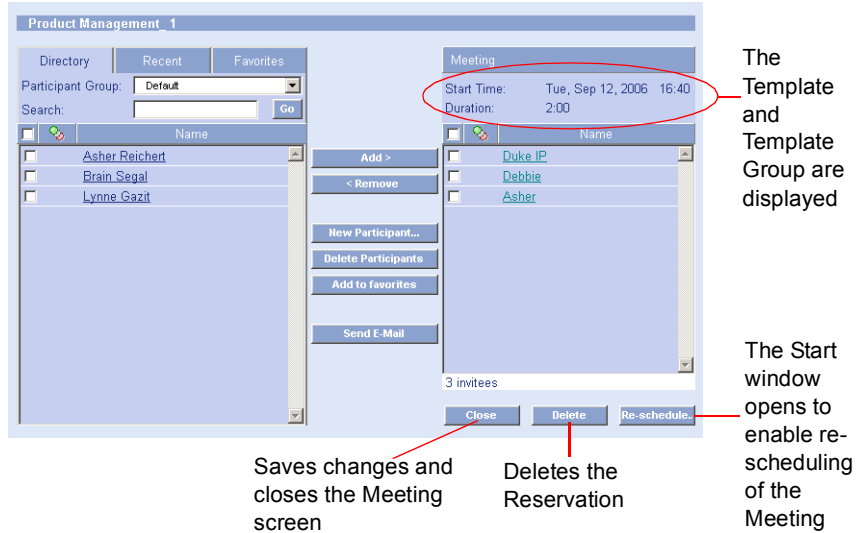 Product Management_ 1
Directory Recent Favorites
Participant Group: Default
Search: Go
Name
Asher Reichert
Brain Segal
Lynne Gazit
Add >
< Remove
New Participant...
Delete Participants
Add to favorites
Send E-Mail
Meeting
Start Time: Tue, Sep 12, 2006 16:40
Duration: 2:00
Name
Duke IP
Debbie
Asher
3 invitees
Close Delete Re-schedule..
The
Template
and
Template
Group are
displayed
The Start
window
opens to
enable re-
scheduling
of the
Meeting
Saves changes and
closes the Meeting
screen
Deletes the
Reservation